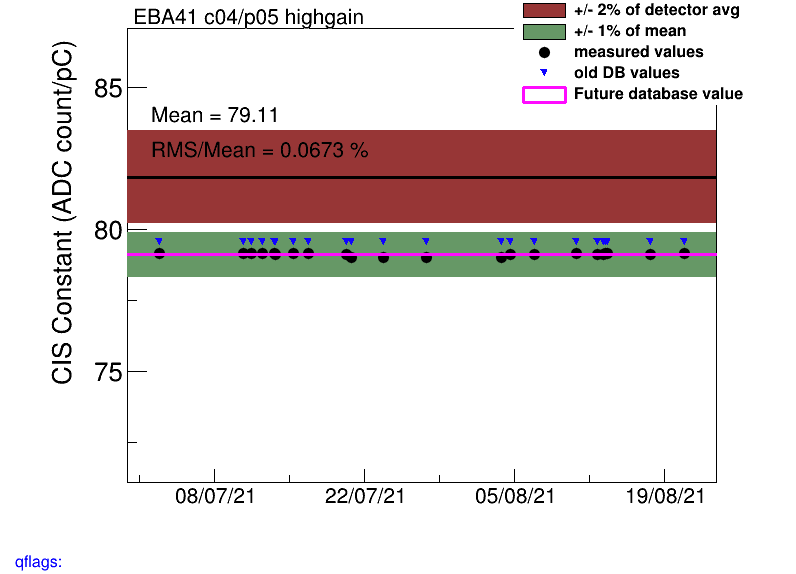 EBA41 c04/p05 highgain
+/- 2% of detector avg
+/- 1% of mean
measured values
old DB values
Future database value
CIS Constant (ADC count/pC)
85
80
75
Mean = 79.11
RMS/Mean = 0.0673 %
08/07/21
22/07/21
05/08/21
19/08/21
qflags: